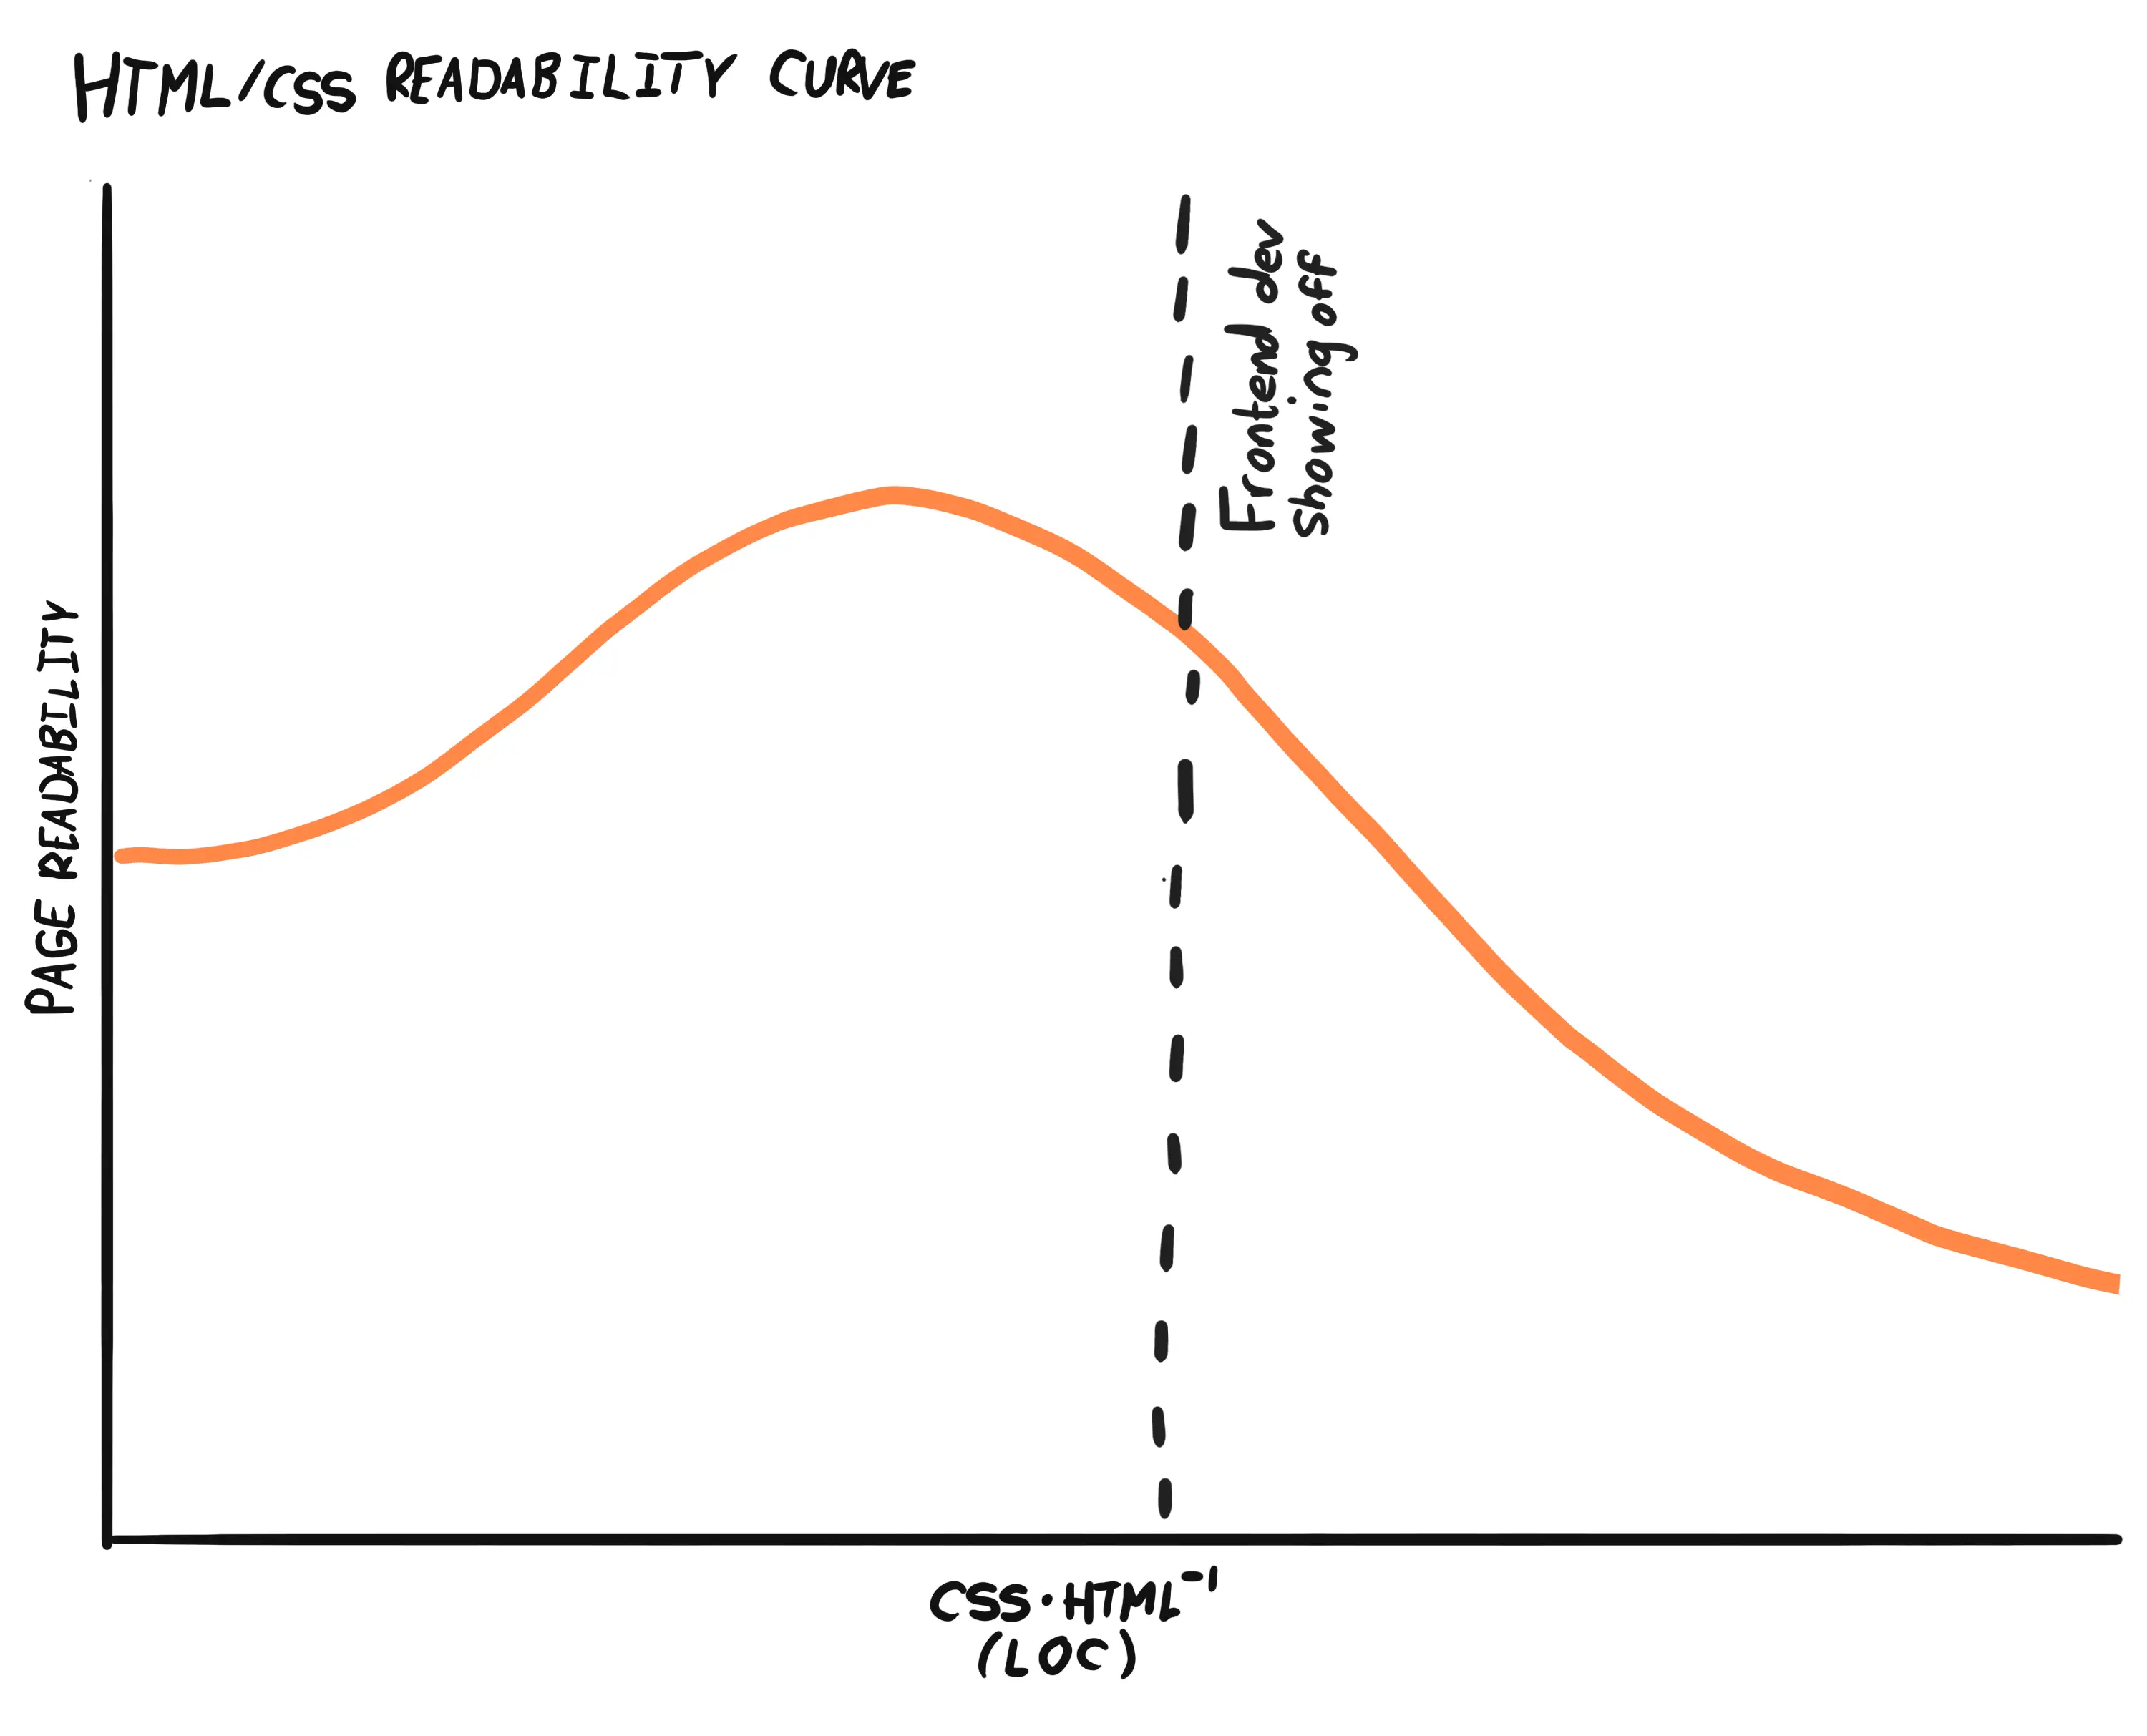 HTML/CSS READABILITY CURVE
Frontend dev
showing off
PAGE READABILITY
CSS·HTML⁻¹
(LOC)